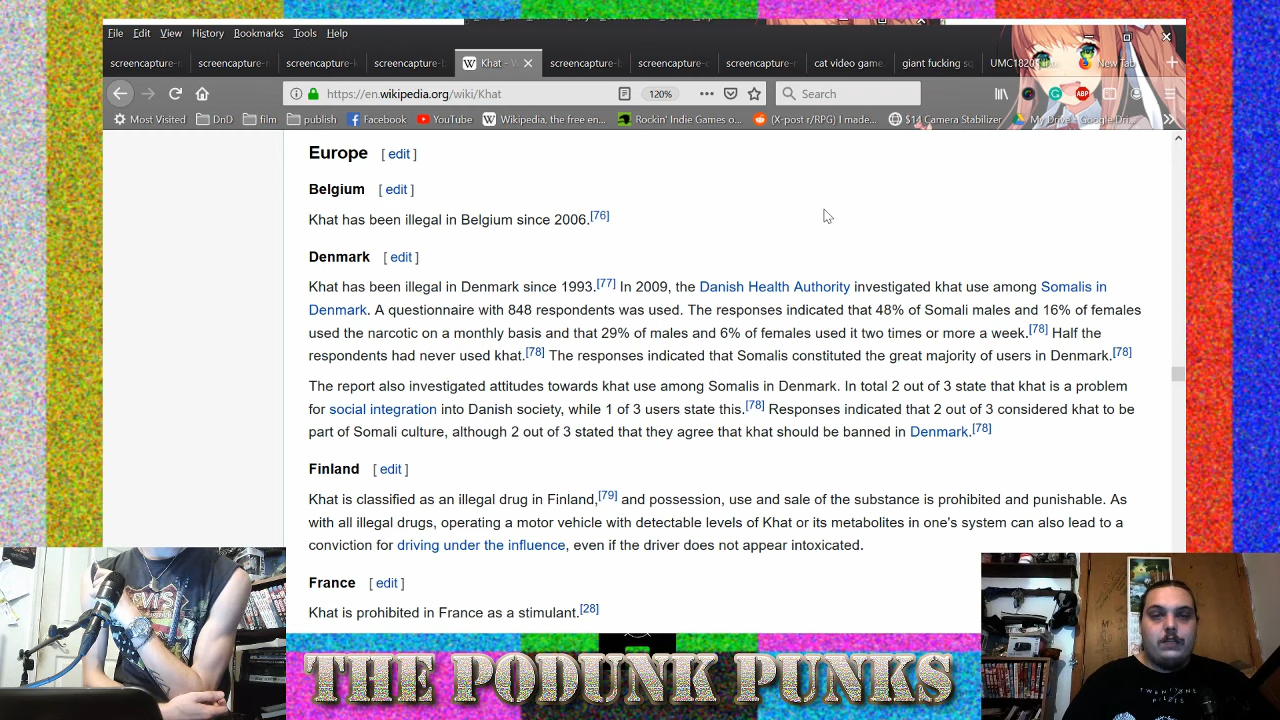 File Edit View History Bookmarks Tools Help
screencapture- screencapture-r screencapture-k screencapture-l Khat - W screencapture-l screencapture-c screencapture-r cat video game. giant fucking sq UMC1820 New Tab
https://en.wikipedia.org/wiki/Khat 120% Search
Most Visited DnD film publish Facebook YouTube Wikipedia, the free en... Rockin' Indie Games o... (X-post r/RPG) I made... $14 Camera Stabilizer My Drive - Google Dri...
Europe [ edit ]
Belgium [ edit ]
Khat has been illegal in Belgium since 2006.[76]
Denmark [ edit ]
Khat has been illegal in Denmark since 1993.[77] In 2009, the Danish Health Authority investigated khat use among Somalis in
Denmark. A questionnaire with 848 respondents was used. The responses indicated that 48% of Somali males and 16% of females
used the narcotic on a monthly basis and that 29% of males and 6% of females used it two times or more a week.[78] Half the
respondents had never used khat.[78] The responses indicated that Somalis constituted the great majority of users in Denmark.[78]
The report also investigated attitudes towards khat use among Somalis in Denmark. In total 2 out of 3 state that khat is a problem
for social integration into Danish society, while 1 of 3 users state this.[78] Responses indicated that 2 out of 3 considered khat to be
part of Somali culture, although 2 out of 3 stated that they agree that khat should be banned in Denmark.[78]
Finland [ edit ]
Khat is classified as an illegal drug in Finland,[79] and possession, use and sale of the substance is prohibited and punishable. As
with all illegal drugs, operating a motor vehicle with detectable levels of Khat or its metabolites in one's system can also lead to a
conviction for driving under the influence, even if the driver does not appear intoxicated.
France [ edit ]
Khat is prohibited in France as a stimulant.[28]
THE PODUNK PUNKS
TWENTY ONE
PILOTS